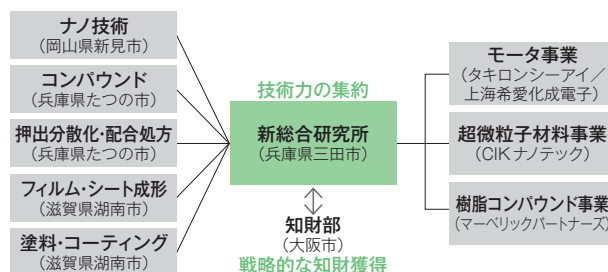 ナノ技術
（岡山県新見市）
コンパウンド
（兵庫県たつの市）
押出分散化・配合処方
（兵庫県たつの市）
フィルム・シート成形
（滋賀県湖南市）
塗料・コーティング
（滋賀県湖南市）
技術力の集約
新総合研究所
（兵庫県三田市）
知財部
（大阪市）
戦略的な知財獲得
モータ事業
（タキロンシーアイ／
上海希愛化成電子）
超微粒子材料事業
（CIKナノテック）
樹脂コンパウンド事業
（マーベリックパートナーズ）